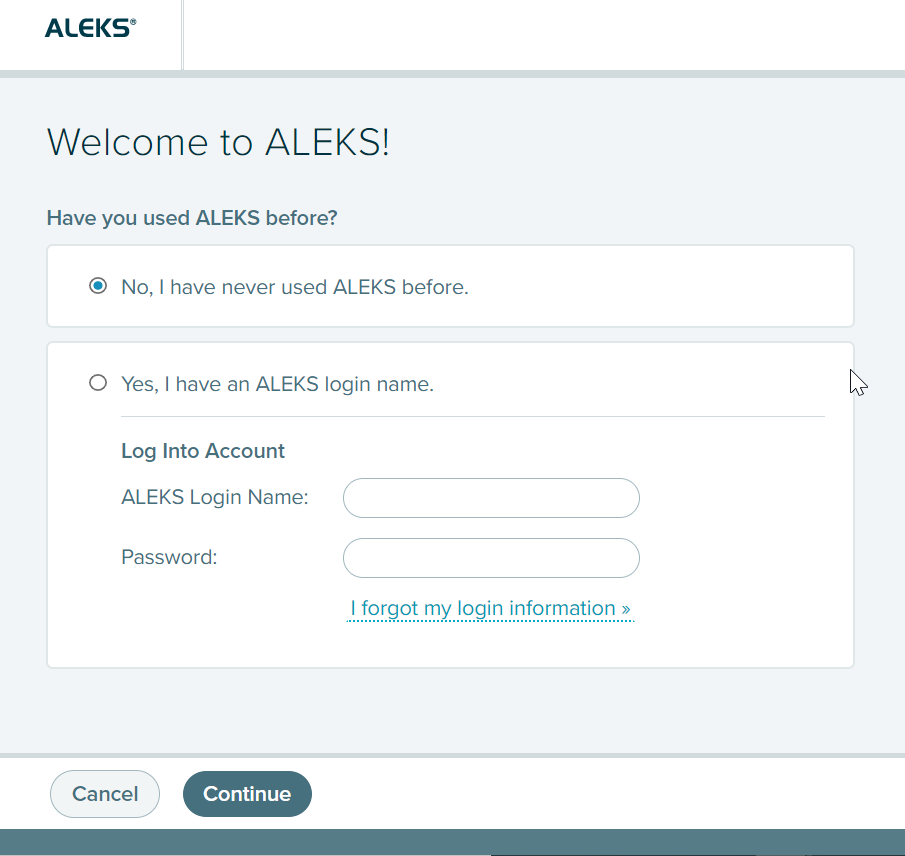 ALEKS®
Welcome to ALEKS!
Have you used ALEKS before?
No, I have never used ALEKS before.
Yes, I have an ALEKS login name.
Log Into Account
ALEKS Login Name:
Password:
I forgot my login information »
Cancel
Continue